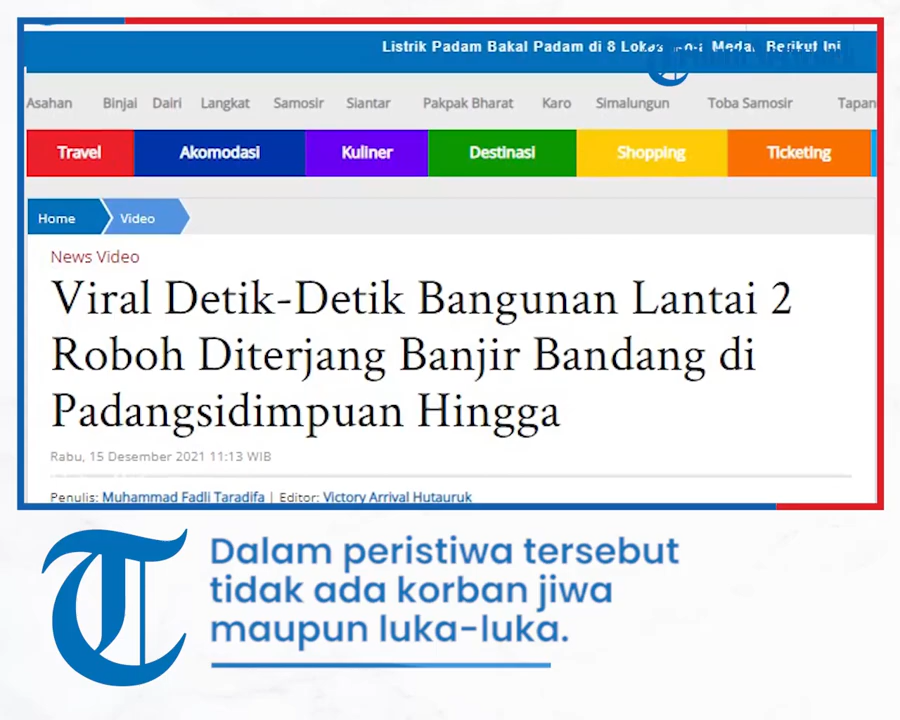 Listrik Padam Bakal Padam di 8 Berikut Ini
Asahan Binjai Dairi Langkat Samosir Siantar Pakpak Bharat Karo Simalungun Toba Samosir Tapan
Travel Akomodasi Kuliner Destinasi Shopping Ticketing
Home Video
News Video
Viral Detik-Detik Bangunan Lantai 2
Roboh Diterjang Banjir Bandang di
Padangsidimpuan Hingga
Rabu, 15 Desember 2021 11:13 WIB
Penulis: Muhammad Fadli Taradifa | Editor: Victory Arrival Hutauruk
T
Dalam peristiwa tersebut
tidak ada korban jiwa
maupun luka-luka.